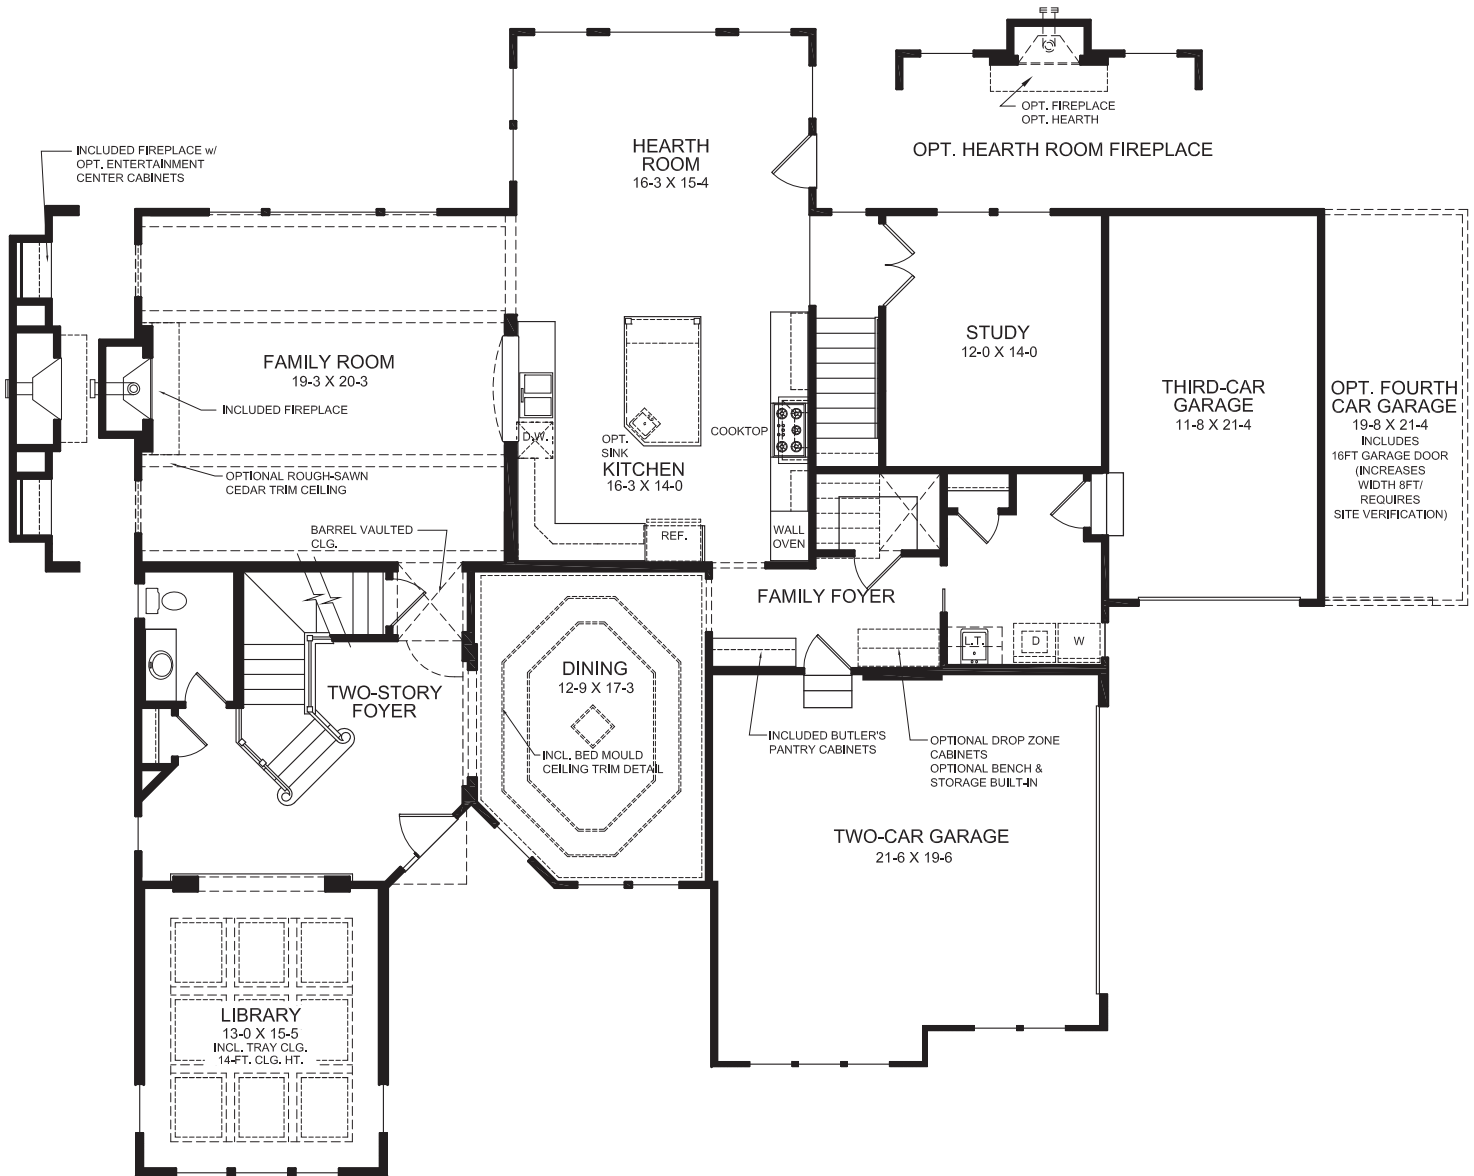 OPT. FIREPLACE
OPT. HEARTH
OPT. HEARTH ROOM FIREPLACE
INCLUDED FIREPLACE w/
OPT. ENTERTAINMENT
CENTER CABINETS
HEARTH
ROOM
16-3 X 15-4
FAMILY ROOM
19-3 X 20-3
INCLUDED FIREPLACE
OPTIONAL ROUGH-SAWN
CEDAR TRIM CEILING
D.W.
OPT.
SINK
COOKTOP
KITCHEN
16-3 X 14-0
REF.
WALL
OVEN
STUDY
12-0 X 14-0
THIRD-CAR
GARAGE
11-8 X 21-4
OPT. FOURTH
CAR GARAGE
19-8 X 21-4
INCLUDES
16FT GARAGE DOOR
(INCREASES
WIDTH 8FT/
REQUIRES
SITE VERIFICATION)
BARREL VAULTED
CLG.
FAMILY FOYER
L.T.
D
W
TWO-STORY
FOYER
DINING
12-9 X 17-3
INCL. BED MOULD
CEILING TRIM DETAIL
INCLUDED BUTLER'S
PANTRY CABINETS
OPTIONAL DROP ZONE
CABINETS
OPTIONAL BENCH &
STORAGE BUILT-IN
TWO-CAR GARAGE
21-6 X 19-6
LIBRARY
13-0 X 15-5
INCL. TRAY CLG.
14-FT. CLG. HT.